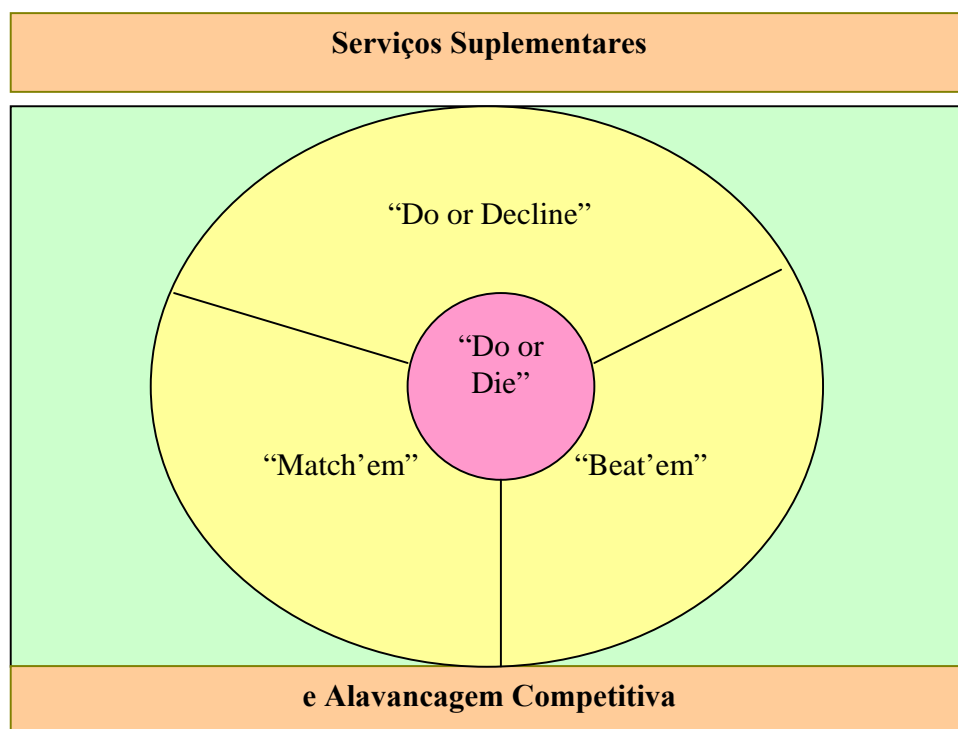 Serviços Suplementares
“Do or Decline”
“Do or
Die”
“Match’em”
“Beat’em”
e Alavancagem Competitiva